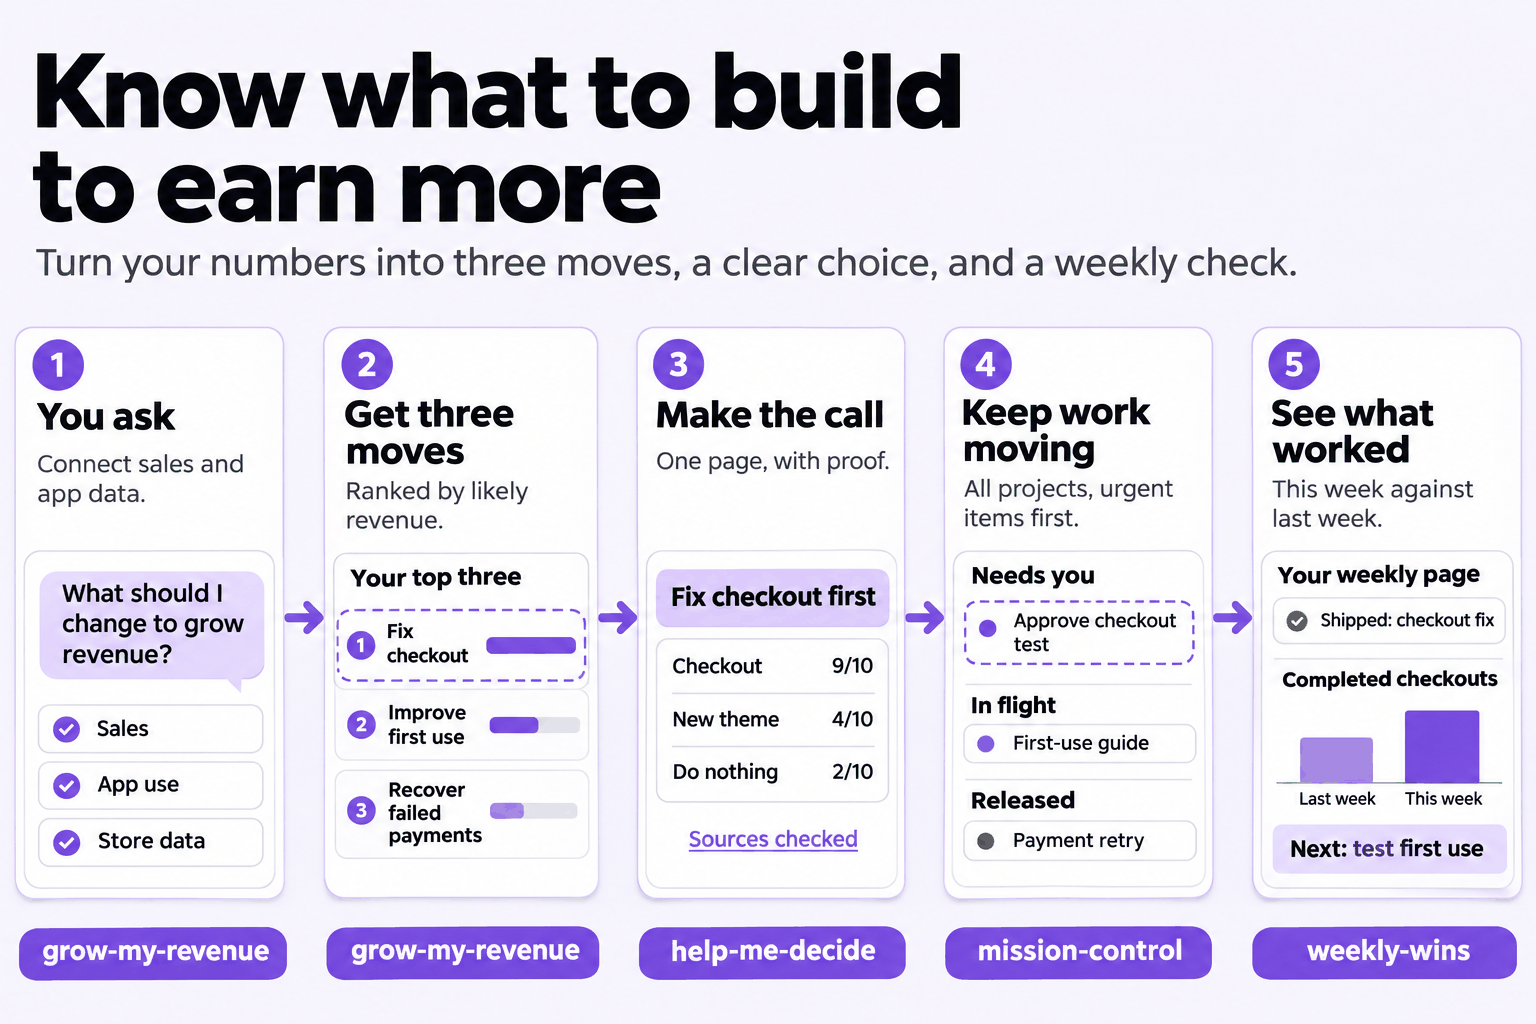 Know what to build
to earn more
Turn your numbers into three moves, a clear choice, and a weekly check.
1
You ask
Connect sales and
app data.
What should I
change to grow
revenue?
Sales
App use
Store data
grow-my-revenue
2
Get three
moves
Ranked by likely
revenue.
Your top three
1
Fix
checkout
2
Improve
first use
3
Recover
failed
payments
grow-my-revenue
3
Make the call
One page, with proof.
Fix checkout first
Checkout 9/10
New theme 4/10
Do nothing 2/10
Sources checked
help-me-decide
4
Keep work
moving
All projects, urgent
items first.
Needs you
Approve checkout
test
In flight
First-use guide
Released
Payment retry
mission-control
5
See what
worked
This week against
last week.
Your weekly page
Shipped: checkout fix
Completed checkouts
Last week This week
Next: test first use
weekly-wins